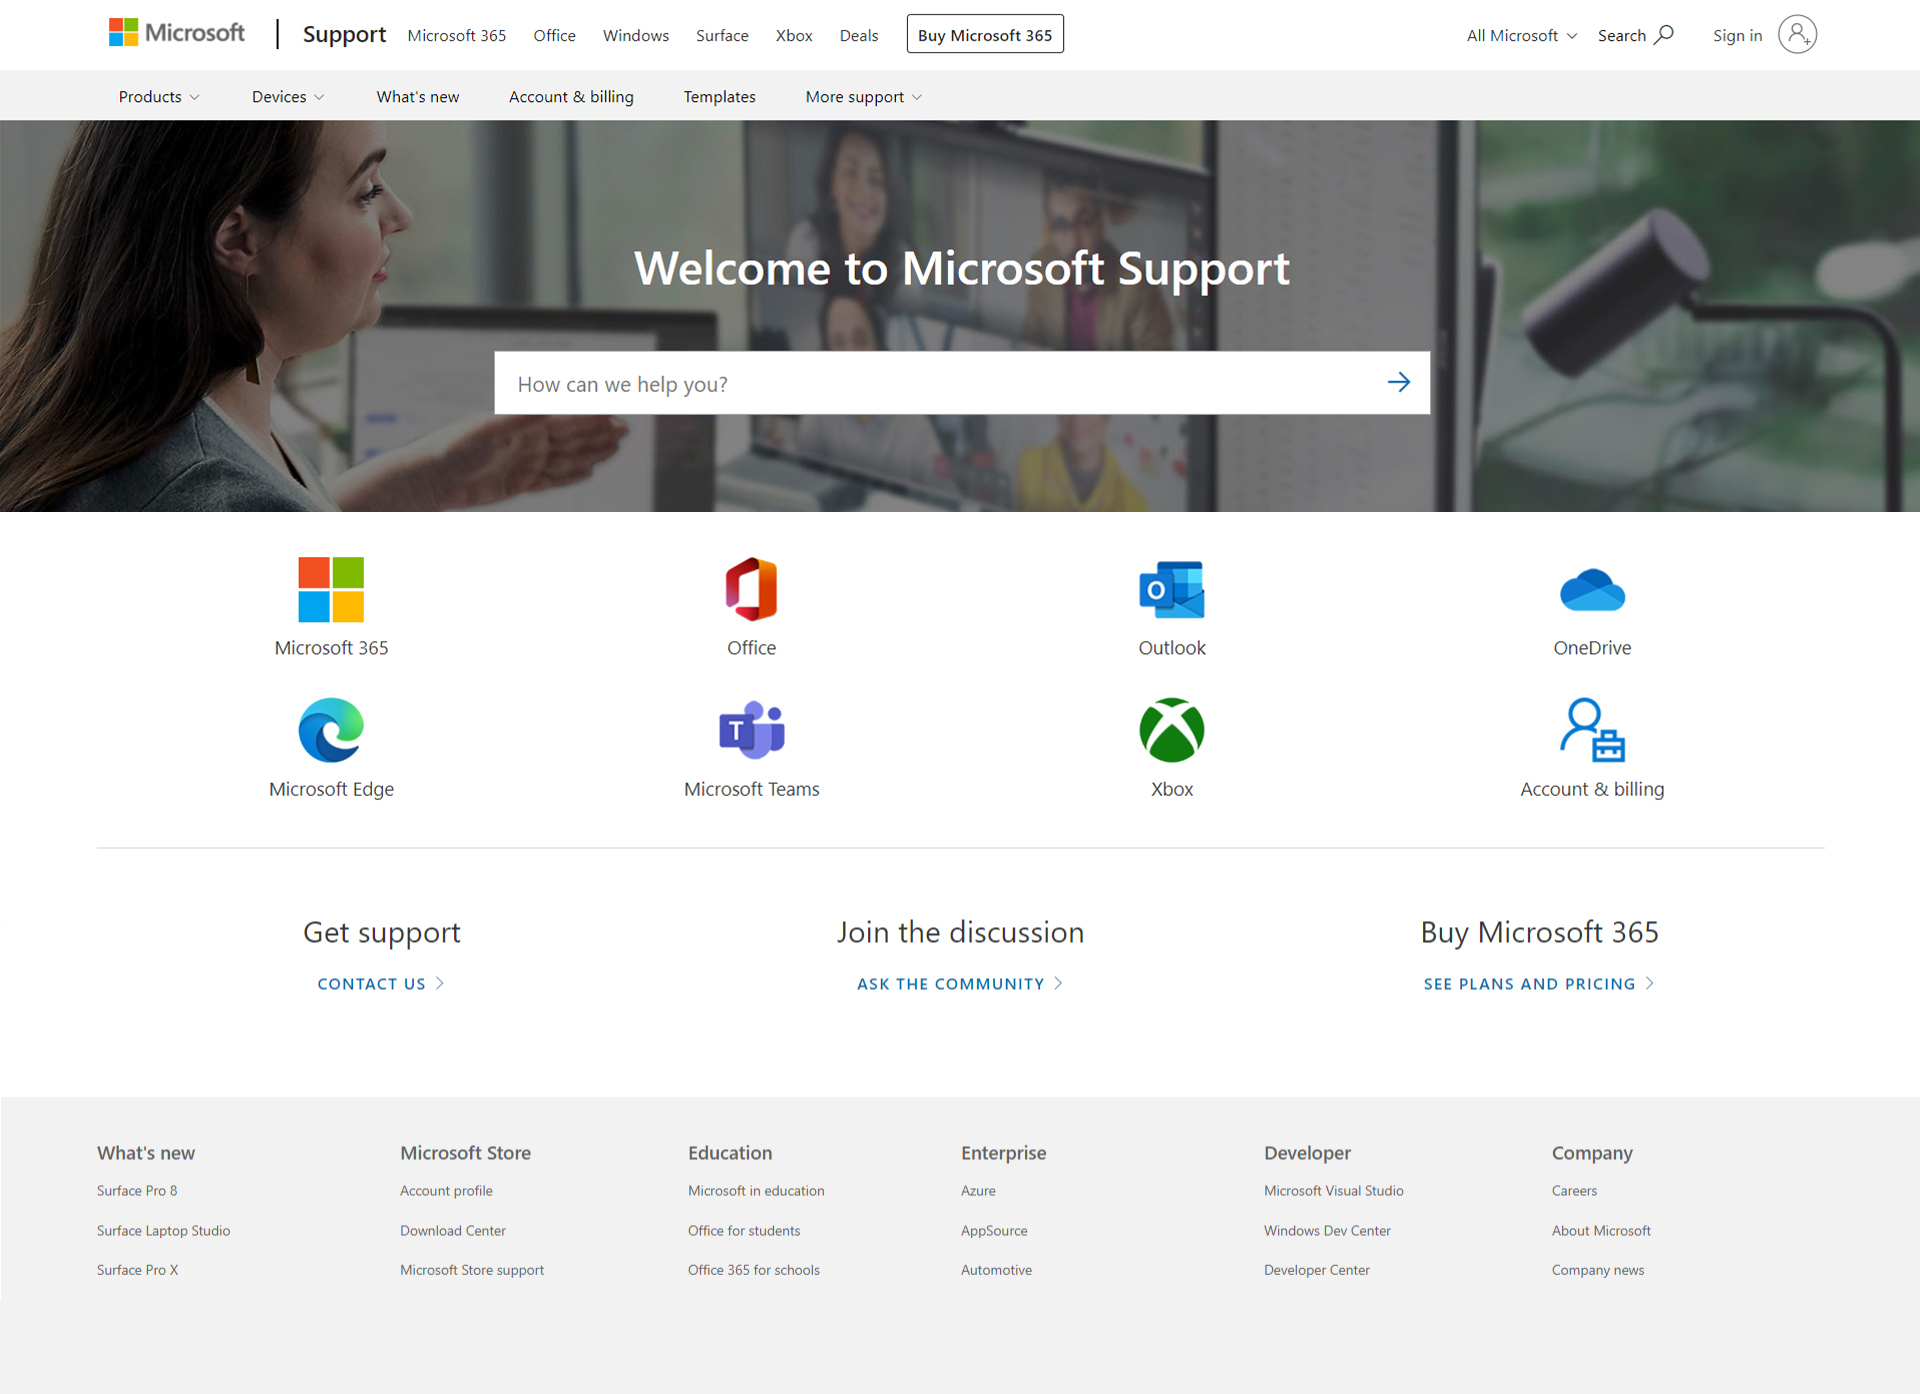 Microsoft Support Microsoft 365 Office Windows Surface Xbox Deals Buy Microsoft 365 All Microsoft Search Sign in
Products Devices What's new Account & billing Templates More support
Welcome to Microsoft Support
How can we help you?
Microsoft 365 Office Outlook OneDrive
Microsoft Edge Microsoft Teams Xbox Account & billing
Get support Join the discussion Buy Microsoft 365
CONTACT US ASK THE COMMUNITY SEE PLANS AND PRICING
What's new Microsoft Store Education Enterprise Developer Company
Surface Pro 8 Account profile Microsoft in education Azure Microsoft Visual Studio Careers
Surface Laptop Studio Download Center Office for students AppSource Windows Dev Center About Microsoft
Surface Pro X Microsoft Store support Office 365 for schools Automotive Developer Center Company news